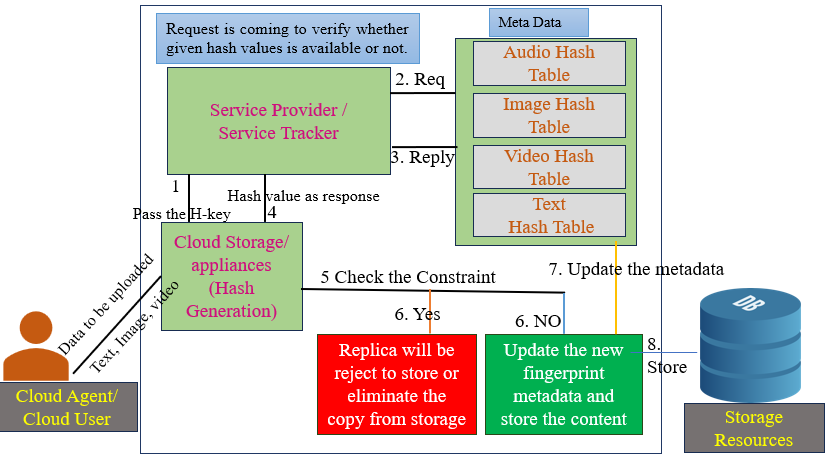 Request is coming to verify whether
given hash values is available or not.
Meta Data
Audio Hash
Table
Image Hash
Table
Video Hash
Table
Text
Hash Table
2. Req
3. Reply
Service Provider /
Service Tracker
1
Pass the H-key
Hash value as response
4
Cloud Storage/
appliances
(Hash
Generation)
Data to be uploaded
Text, Image, video
Cloud Agent/
Cloud User
5 Check the Constraint
6. Yes
6. NO
7. Update the metadata
Replica will be
reject to store or
eliminate the
copy from storage
Update the new
fingerprint
metadata and
store the content
8.
Store
DB
Storage
Resources